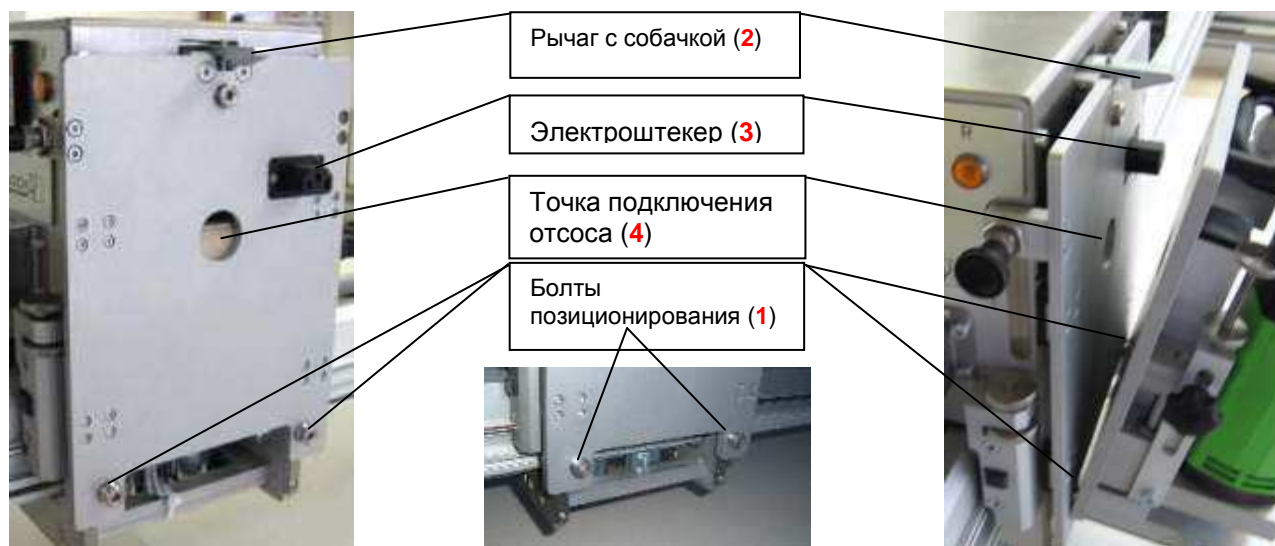 Рычаг с собачкой (2)
Электроштекер (3)
Точка подключения
отсоса (4)
Болты
позиционирования (1)
R